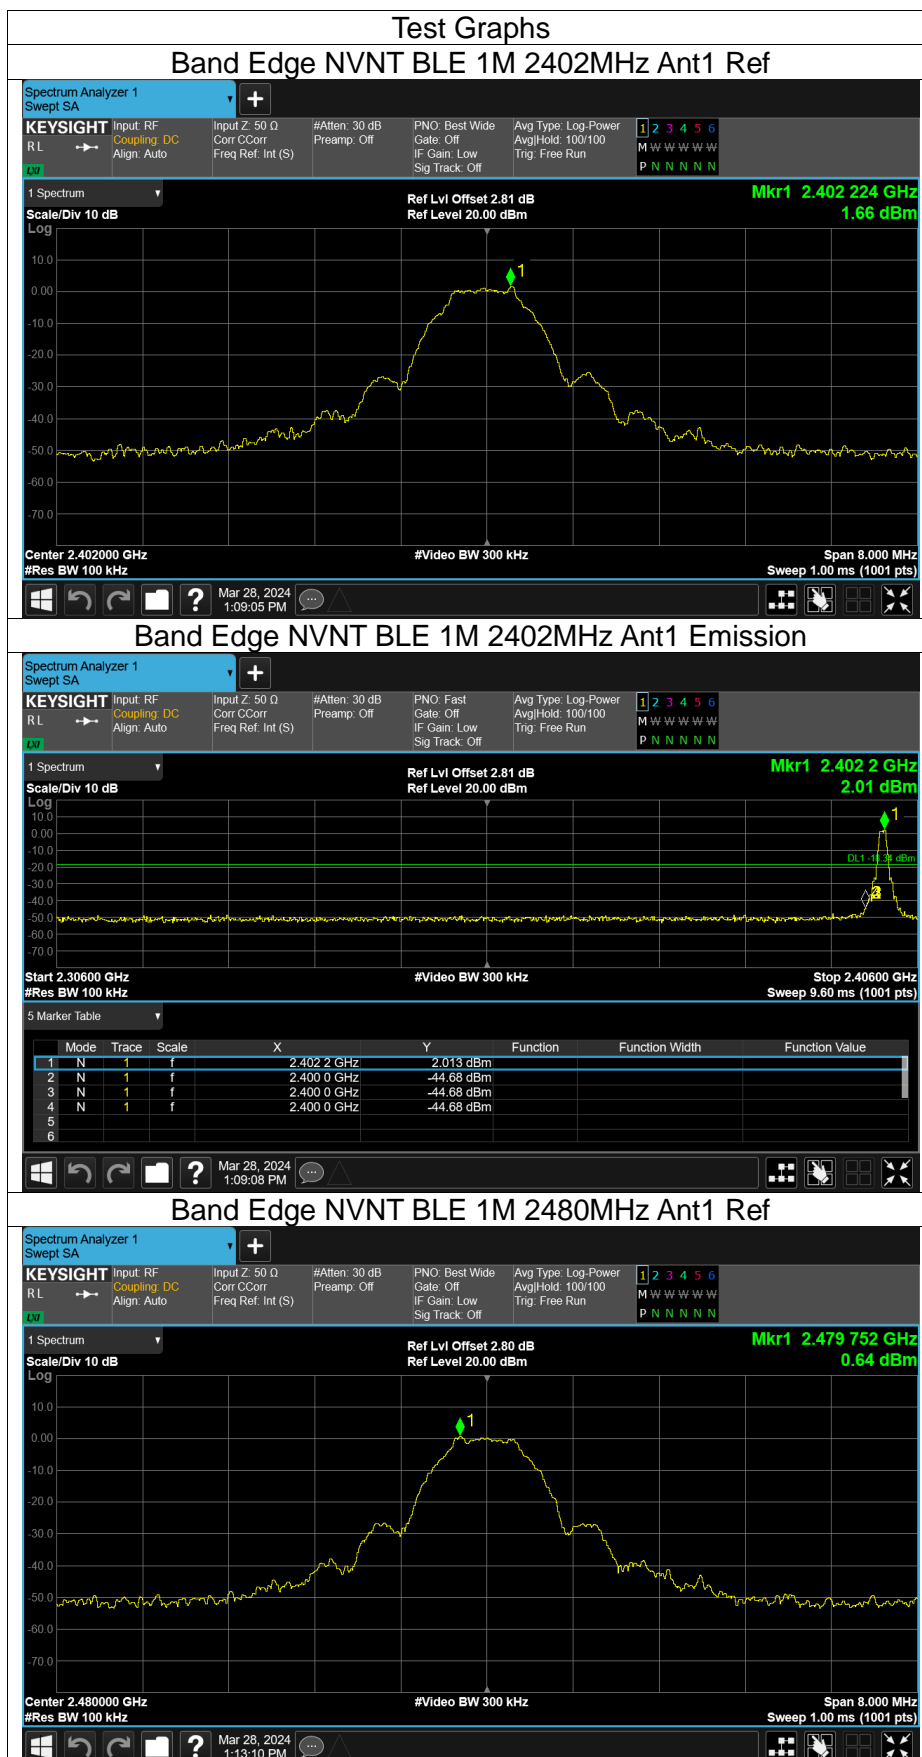 Test Graphs
Band Edge NVNT BLE 1M 2402MHz Ant1 Ref
Spectrum Analyzer 1
Swept SA
KEYSIGHT Input: RF Input Z: 50 Ω #Atten: 30 dB PNO: Best Wide Avg Type: Log-Power 1 2 3 4 5 6
RL Coupling: DC Corr CCorr Preamp: Off Gate: Off Avg|Hold: 100/100 M W W W W W
Align: Auto Freq Ref: Int (S) IF Gain: Low Trig: Free Run
LXI Sig Track: Off P N N N N N
1 Spectrum Ref Lvl Offset 2.81 dB Mkr1 2.402 224 GHz
Scale/Div 10 dB Ref Level 20.00 dBm 1.66 dBm
Log
10.0
1
0.00
-10.0
-20.0
-30.0
-40.0
-50.0
-60.0
-70.0
Center 2.402000 GHz #Video BW 300 kHz Span 8.000 MHz
#Res BW 100 kHz Sweep 1.00 ms (1001 pts)
? Mar 28, 2024
1:09:05 PM
Band Edge NVNT BLE 1M 2402MHz Ant1 Emission
Spectrum Analyzer 1
Swept SA
KEYSIGHT Input: RF Input Z: 50 Ω #Atten: 30 dB PNO: Fast Avg Type: Log-Power 1 2 3 4 5 6
RL Coupling: DC Corr CCorr Preamp: Off Gate: Off Avg|Hold: 100/100 M W W W W W
Align: Auto Freq Ref: Int (S) IF Gain: Low Trig: Free Run
LXI Sig Track: Off P N N N N N
1 Spectrum Ref Lvl Offset 2.81 dB Mkr1 2.402 2 GHz
Scale/Div 10 dB Ref Level 20.00 dBm 2.01 dBm
Log
10.0 1
0.00
-10.0
DL1 -18.34 dBm
-20.0
-30.0
-40.0
-50.0
-60.0
-70.0
Start 2.30600 GHz #Video BW 300 kHz Stop 2.40600 GHz
#Res BW 100 kHz Sweep 9.60 ms (1001 pts)
5 Marker Table
Mode Trace Scale X Y Function Function Width Function Value
1 N 1 f 2.402 2 GHz 2.013 dBm
2 N 1 f 2.400 0 GHz -44.68 dBm
3 N 1 f 2.400 0 GHz -44.68 dBm
4 N 1 f 2.400 0 GHz -44.68 dBm
5
6
? Mar 28, 2024
1:09:08 PM
Band Edge NVNT BLE 1M 2480MHz Ant1 Ref
Spectrum Analyzer 1
Swept SA
KEYSIGHT Input: RF Input Z: 50 Ω #Atten: 30 dB PNO: Best Wide Avg Type: Log-Power 1 2 3 4 5 6
RL Coupling: DC Corr CCorr Preamp: Off Gate: Off Avg|Hold: 100/100 M W W W W W
Align: Auto Freq Ref: Int (S) IF Gain: Low Trig: Free Run
LXI Sig Track: Off P N N N N N
1 Spectrum Ref Lvl Offset 2.80 dB Mkr1 2.479 752 GHz
Scale/Div 10 dB Ref Level 20.00 dBm 0.64 dBm
Log
10.0
1
0.00
-10.0
-20.0
-30.0
-40.0
-50.0
-60.0
-70.0
Center 2.480000 GHz #Video BW 300 kHz Span 8.000 MHz
#Res BW 100 kHz Sweep 1.00 ms (1001 pts)
? Mar 28, 2024
1:13:10 PM